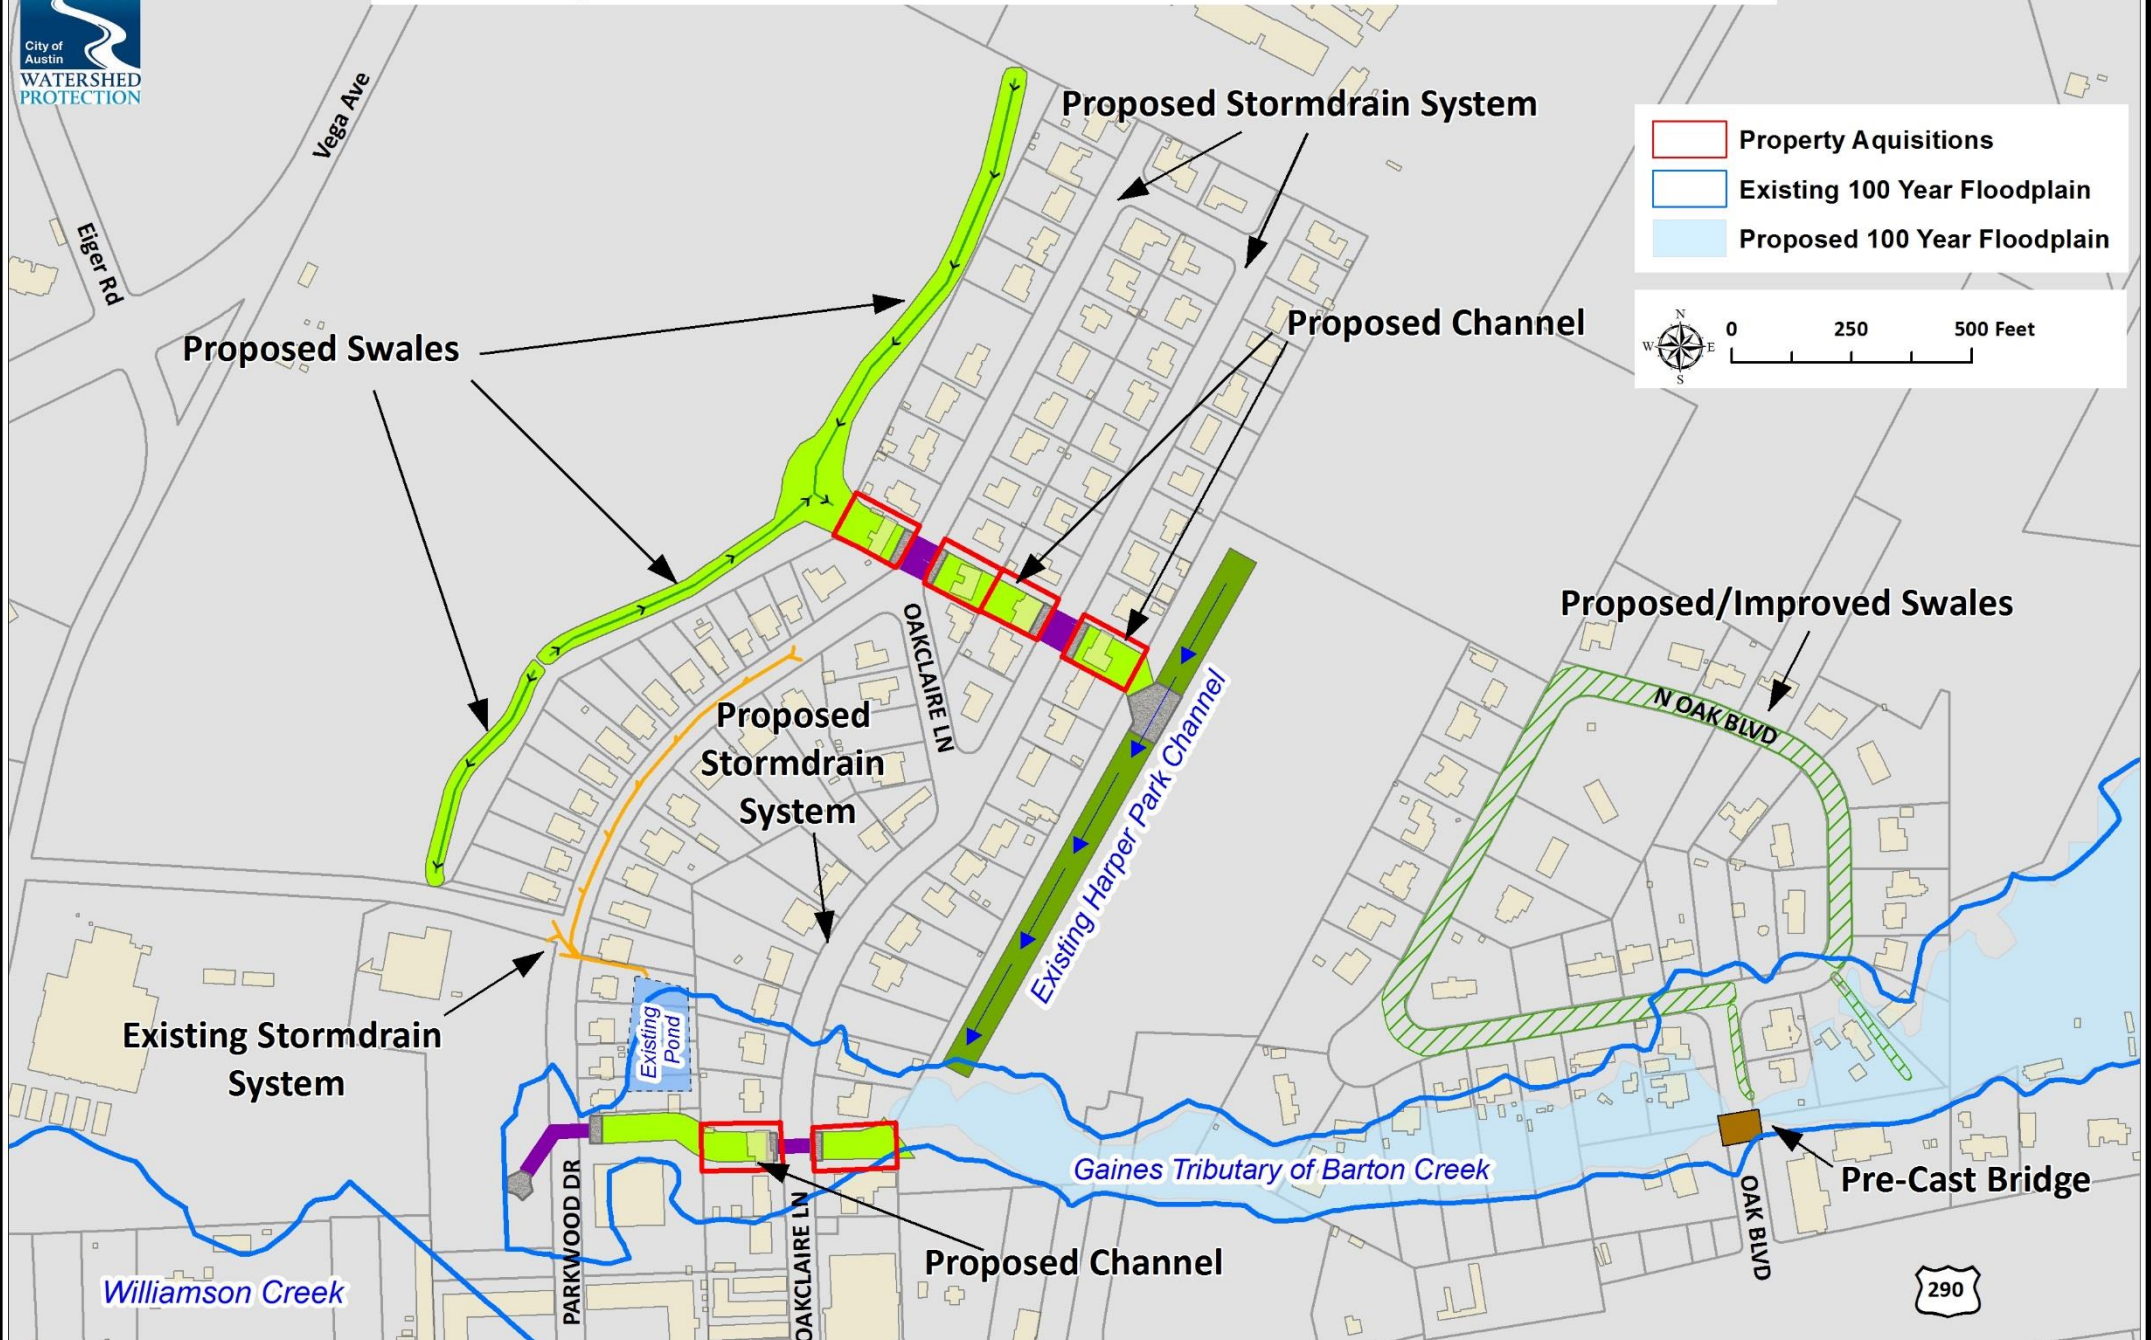 City of
Austin
WATERSHED
PROTECTION
Vega Ave
Eiger Rd
Proposed Stormdrain System
Property Aquisitions
Existing 100 Year Floodplain
Proposed 100 Year Floodplain
N
W
E
S
0 250 500 Feet
Proposed Swales
Proposed Channel
OAKCLAIRE LN
Proposed
Stormdrain
System
Existing Harper Park Channel
Proposed/Improved Swales
N OAK BLVD
Existing Stormdrain
System
Existing
Pond
Gaines Tributary of Barton Creek
Pre-Cast Bridge
OAK BLVD
Proposed Channel
PARKWOOD DR
OAKCLAIRE LN
Williamson Creek
290